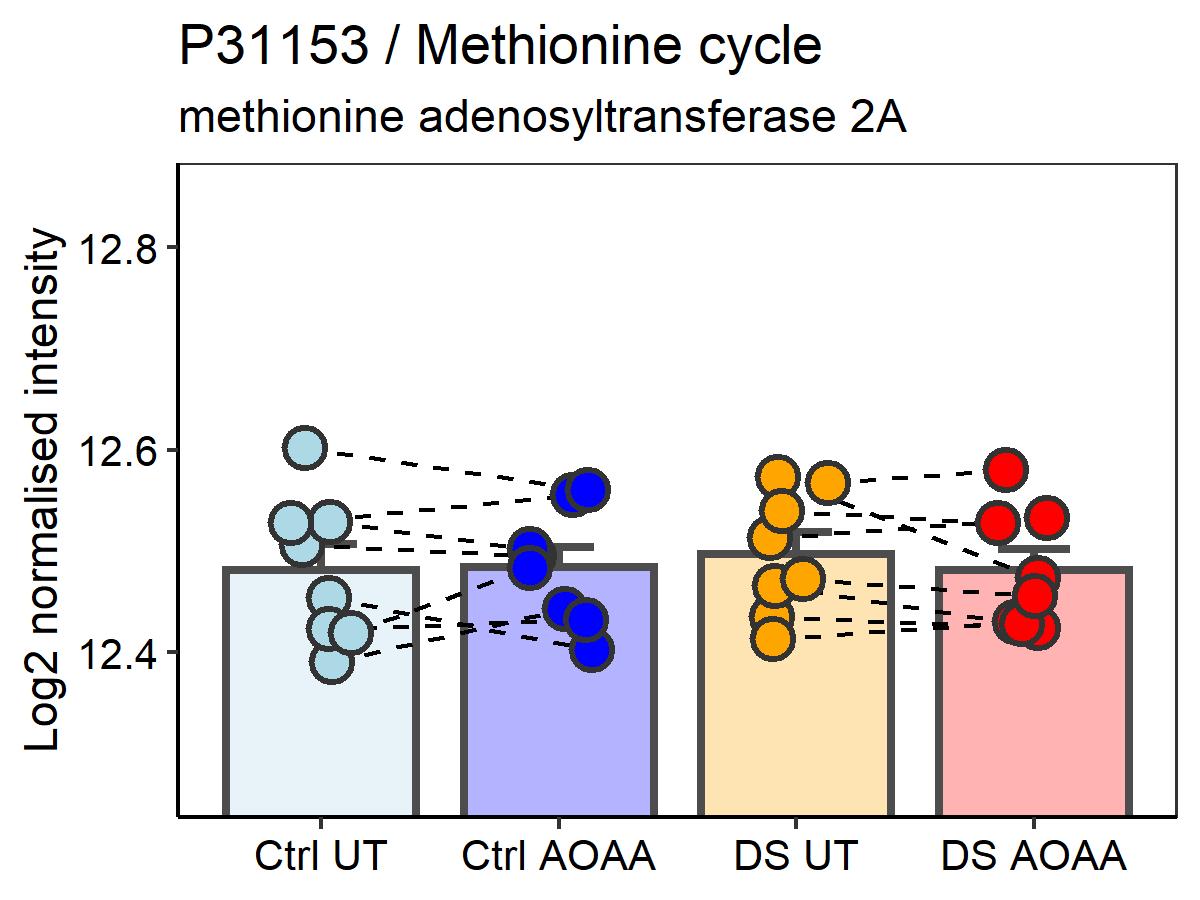 P31153 / Methionine cycle
methionine adenosyltransferase 2A
Log2 normalised intensity
12.8
12.6
12.4
Ctrl UT
Ctrl AOAA
DS UT
DS AOAA